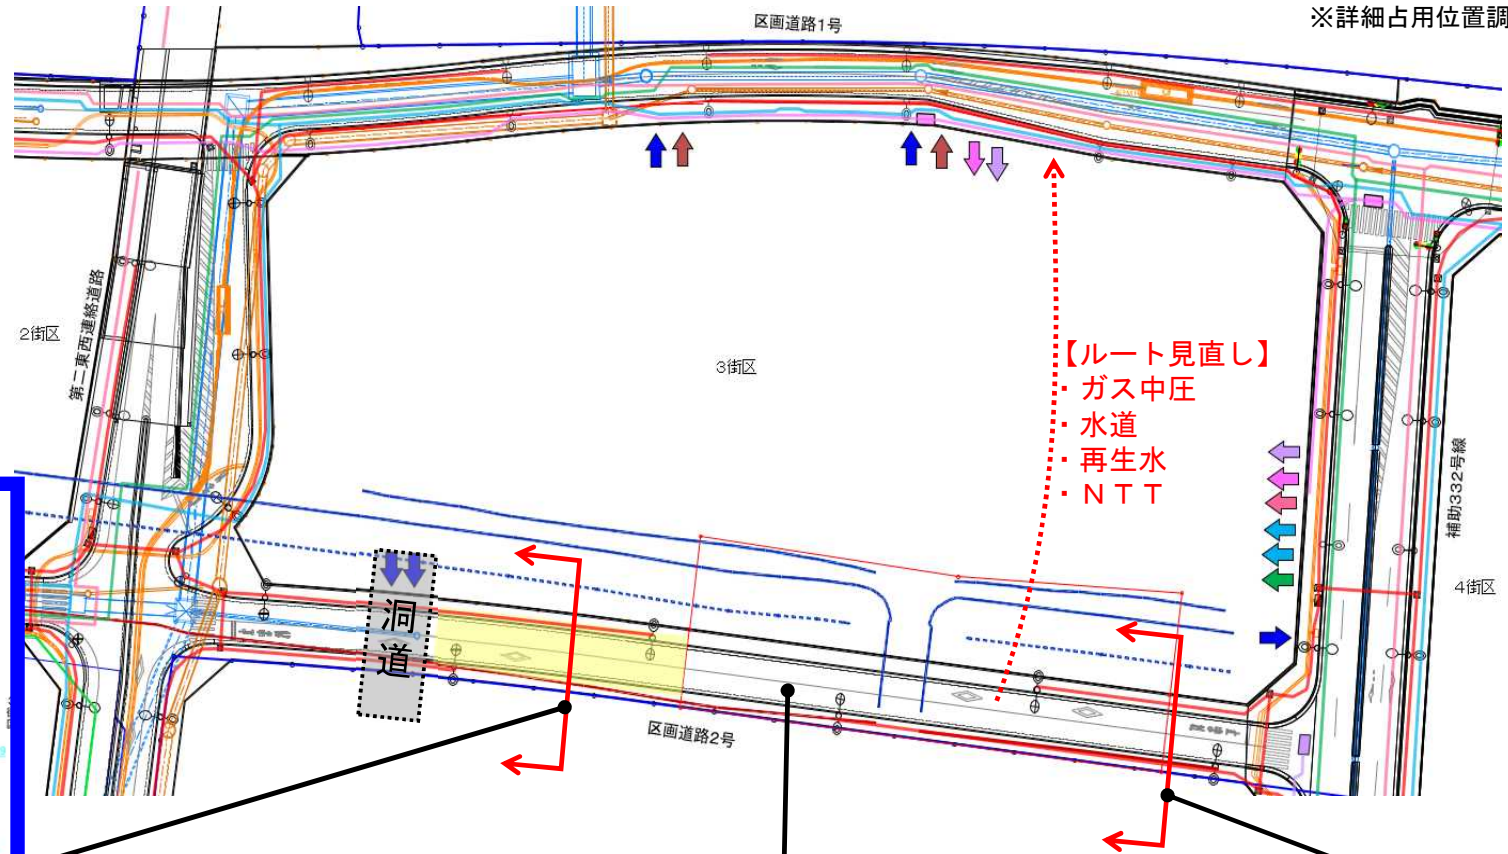 ※詳細占用位置調
区画道路1号
2街区
第二東西連絡道路
3街区
【ルート見直し】
・ガス中圧
・水道
・再生水
・ＮＴＴ
補助332号線
4街区
洞道
区画道路2号